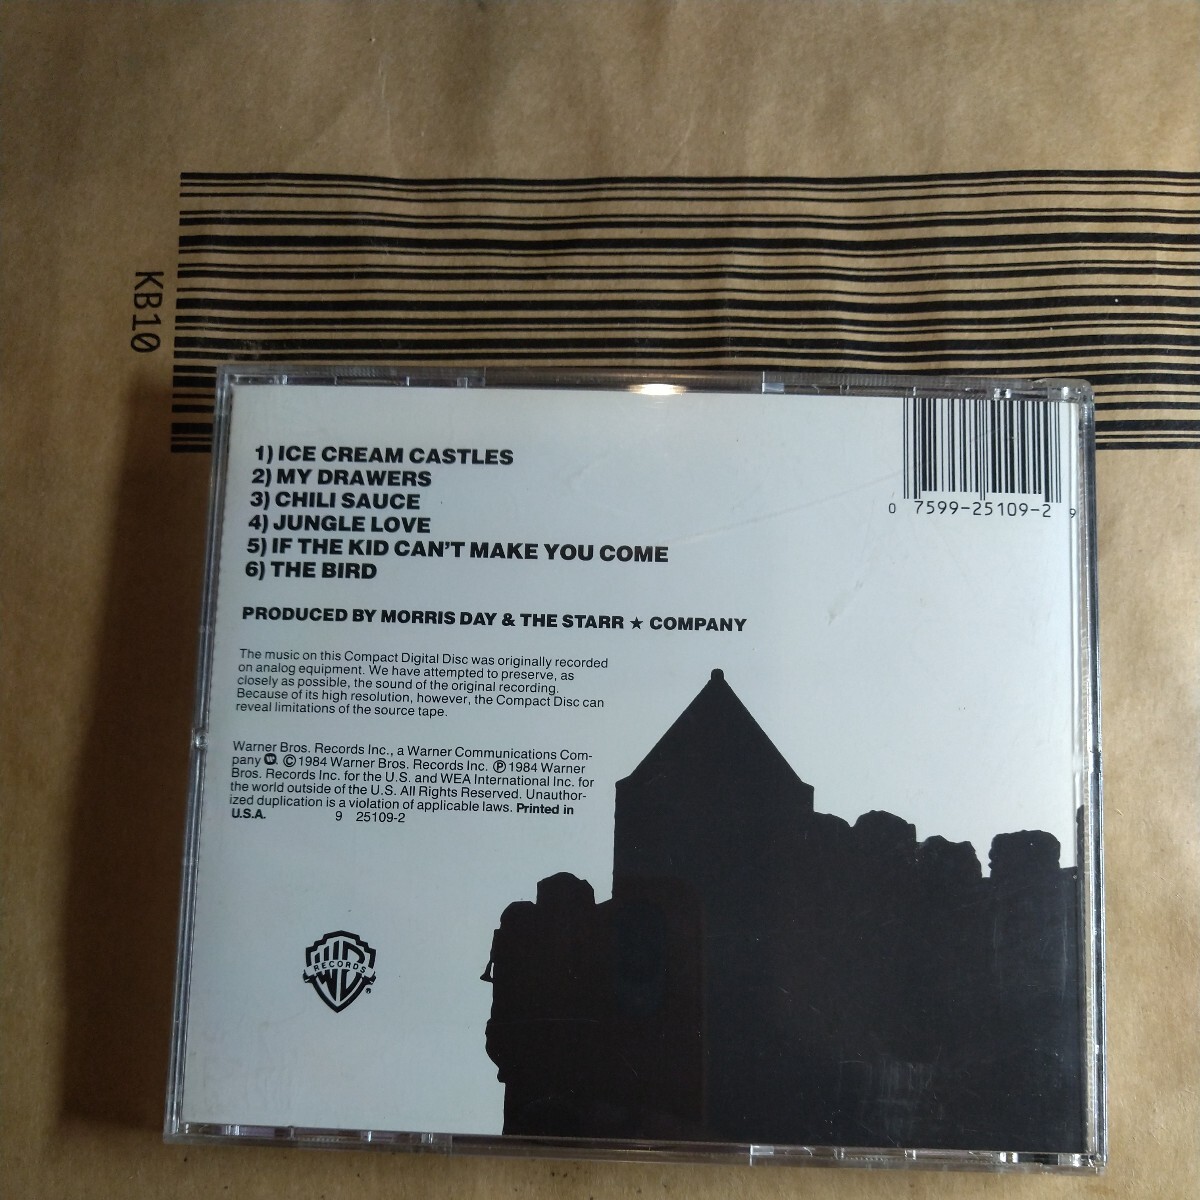 KB10
1) ICE CREAM CASTLES
2) MY DRAWERS
3) CHILI SAUCE
4) JUNGLE LOVE
5) IF THE KID CAN'T MAKE YOU COME
6) THE BIRD
0 7599-25109-2 9
PRODUCED BY MORRIS DAY & THE STARR ★ COMPANY
The music on this Compact Digital Disc was originally recorded
on analog equipment. We have attempted to preserve, as
closely as possible, the sound of the original recording.
Because of its high resolution, however, the Compact Disc can
reveal limitations of the source tape.
Warner Bros. Records Inc., a Warner Communications Com-
pany. ©1984 Warner Bros. Records Inc. ℗1984 Warner
Bros. Records Inc. for the U.S. and WEA International Inc. for
the world outside of the U.S. All Rights Reserved. Unauthor-
ized duplication is a violation of applicable laws. Printed in
U.S.A. 9 25109-2
WB
RECORDS
®